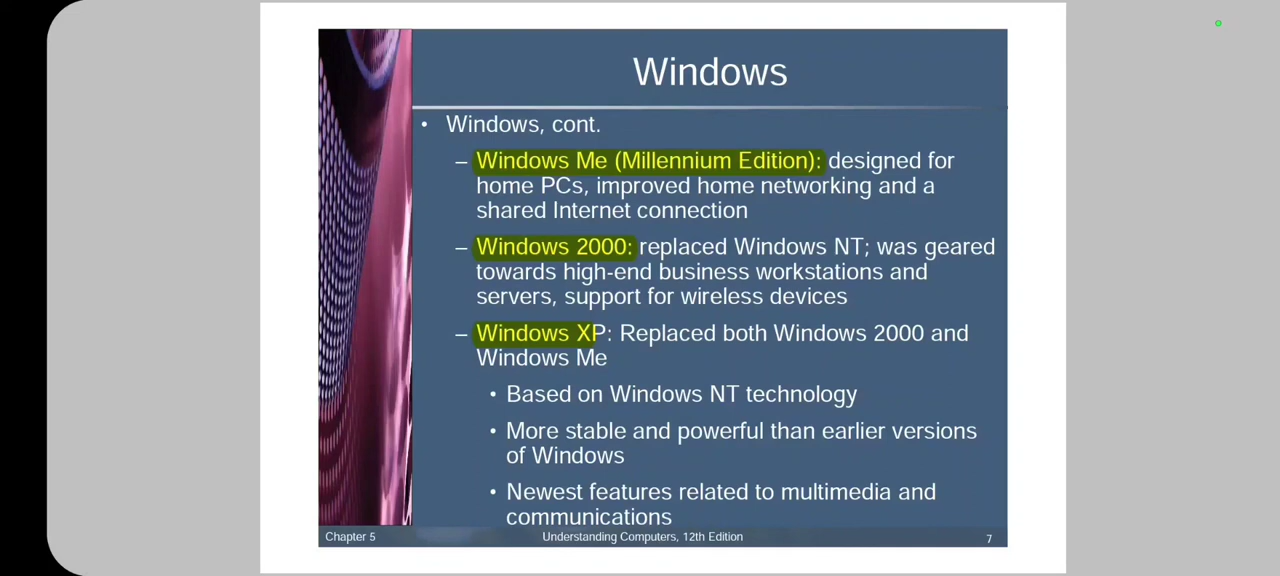 Windows
• Windows, cont.
– Windows Me (Millennium Edition): designed for
home PCs, improved home networking and a
shared Internet connection
– Windows 2000: replaced Windows NT; was geared
towards high-end business workstations and
servers, support for wireless devices
– Windows XP: Replaced both Windows 2000 and
Windows Me
• Based on Windows NT technology
• More stable and powerful than earlier versions
of Windows
• Newest features related to multimedia and
communications
Chapter 5
Understanding Computers, 12th Edition
7